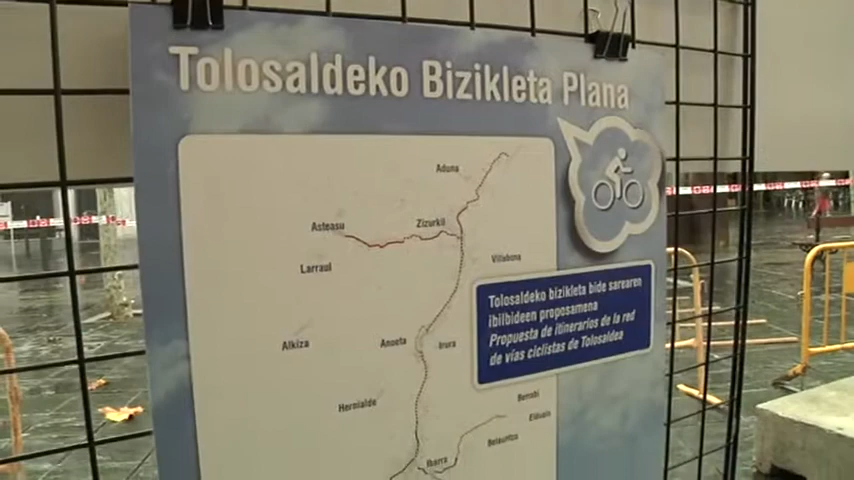 Tolosaldeko Bizikleta Plana
Aduna
Asteasu
Zizurkil
Larraul
Villabona
Tolosaldeko bizikleta bide sarearen
ibilbideen proposamena
Propuesta de itinerarios de la red
de vías ciclistas de Tolosaldea
Alkiza
Anoeta
Irura
Hernialde
Berrobi
Elduain
Belauntza
Ibarra